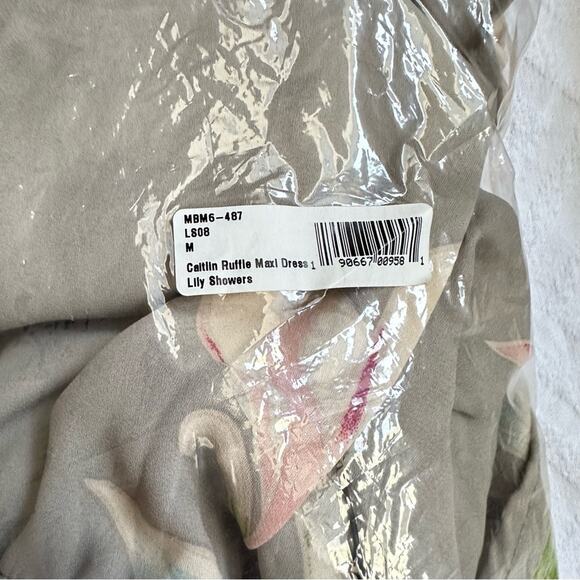 MBM6-487
LS08
M
Caitlin Ruffle Maxi Dress
Lily Showers
1 90667 00958 1